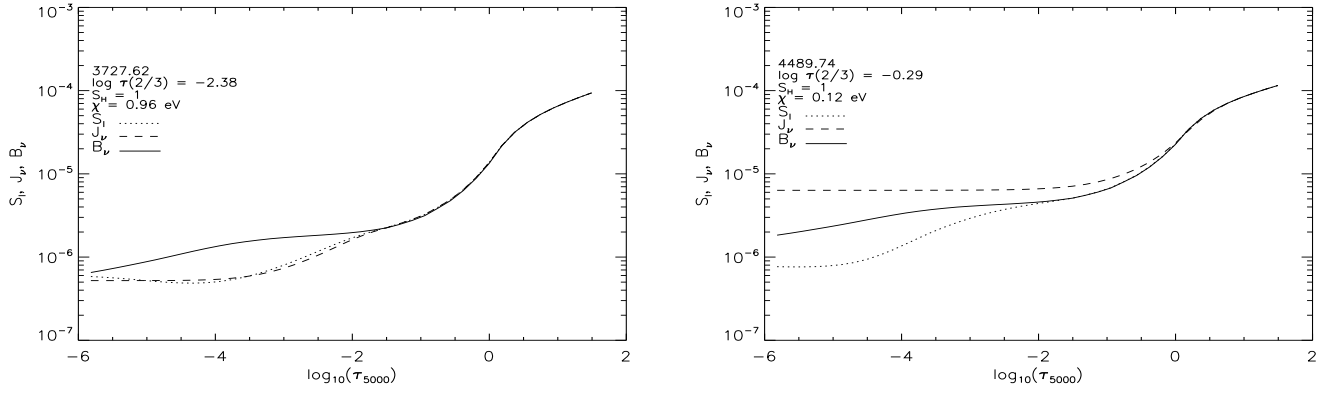 10⁻³
10⁻⁴
10⁻⁵
10⁻⁶
10⁻⁷
S_l, J_ν, B_ν
3727.62
log τ(2/3) = −2.38
S_H = 1
χ = 0.96 eV
S_l
J_ν
B_ν
−6 −4 −2 0 2
log₁₀(τ₅₀₀₀)
10⁻³
10⁻⁴
10⁻⁵
10⁻⁶
10⁻⁷
S_l, J_ν, B_ν
4489.74
log τ(2/3) = −0.29
S_H = 1
χ = 0.12 eV
S_l
J_ν
B_ν
−6 −4 −2 0 2
log₁₀(τ₅₀₀₀)